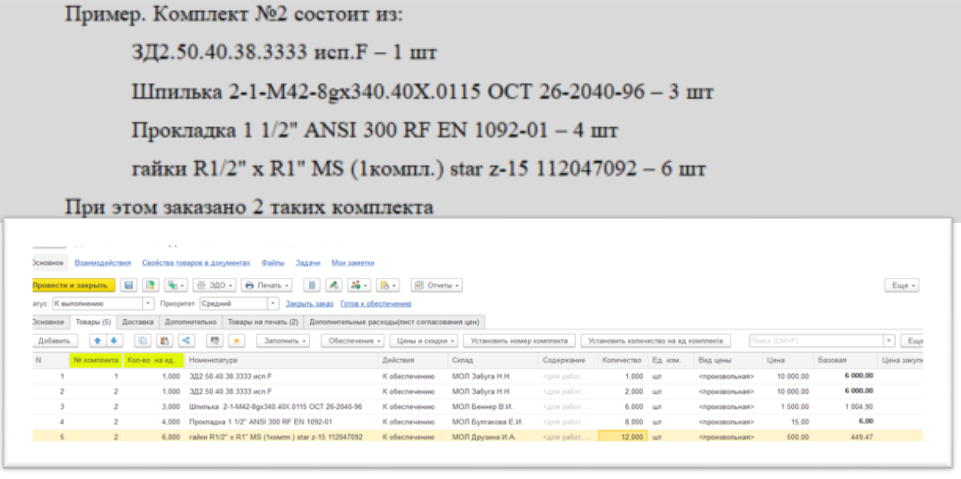 Пример. Комплект №2 состоит из:
ЗД2.50.40.38.3333 исп.F – 1 шт
Шпилька 2-1-М42-8gх340.40Х.0115 ОСТ 26-2040-96 – 3 шт
Прокладка 1 1/2" ANSI 300 RF EN 1092-01 – 4 шт
гайки R1/2" x R1" MS (1компл.) star z-15 112047092 – 6 шт
При этом заказано 2 таких комплекта
Основное Взаимодействия Свойства товаров в документах Файлы Задачи Мои заметки
Провести и закрыть ЭДО Печать Отчеты Еще
атус: К выполнению Приоритет: Средний Закрыть заказ Готов к обеспечению
Основное Товары (5) Доставка Дополнительно Товары на печать (2) Дополнительные расходы(лист согласования цен)
Добавить Заполнить Обеспечение Цены и скидки Установить номер комплекта Установить количество на ед комплекта Поиск (Ctrl+F) Еще
N № комплекта Кол-во на ед. Номенклатура Действия Склад Содержание Количество Ед. изм. Вид цены Цена Базовая Цена закупк
1 1 1,000 ЗД2.50.40.38.3333 исп.F К обеспечению МОЛ Забуга Н.Н. <для работ... 1,000 шт <произвольная> 10 000,00 6 000,00
2 2 1,000 ЗД2.50.40.38.3333 исп.F К обеспечению МОЛ Забуга Н.Н. <для работ... 2,000 шт <произвольная> 10 000,00 6 000,00
3 2 3,000 Шпилька 2-1-М42-8gх340.40Х.0115 ОСТ 26-2040-96 К обеспечению МОЛ Беннер В.И. <для работ... 6,000 шт <произвольная> 1 500,00 1 004,90
4 2 4,000 Прокладка 1 1/2" ANSI 300 RF EN 1092-01 К обеспечению МОЛ Булгакова Е.И. <для работ... 8,000 шт <произвольная> 15,00 6,00
5 2 6,000 гайки R1/2" x R1" MS (1компл.) star z-15 112047092 К обеспечению МОЛ Друзина И.А. <для работ... 12,000 шт <произвольная> 500,00 449,47